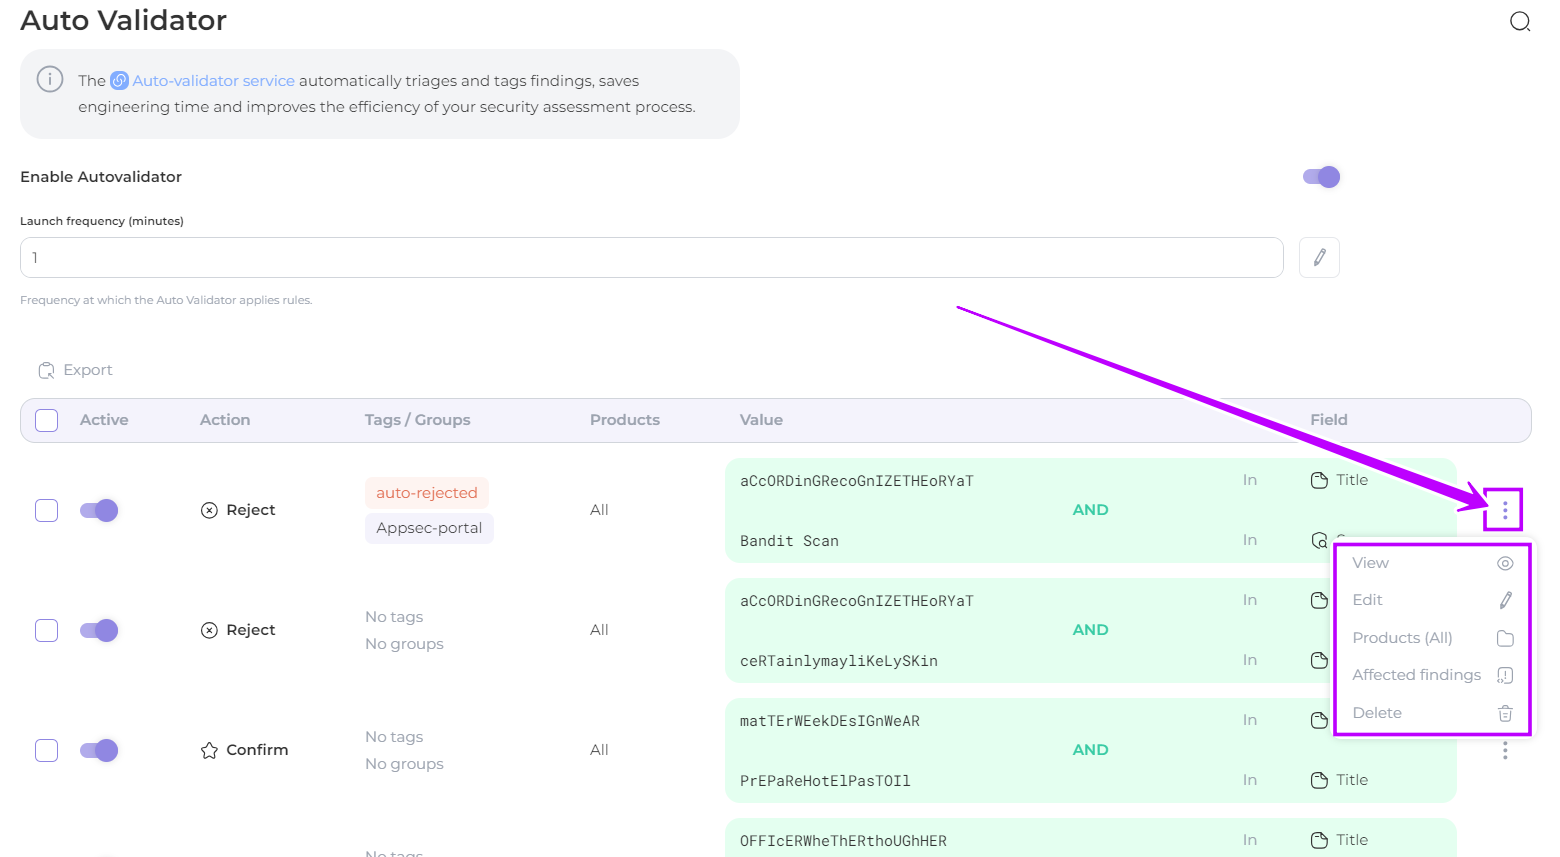 Auto Validator
The Auto-validator service automatically triages and tags findings, saves
engineering time and improves the efficiency of your security assessment process.
Enable Autovalidator
Launch frequency (minutes)
1
Frequency at which the Auto Validator applies rules.
Export
Active Action Tags / Groups Products Value Field
aCcORDinGRecoGnIZETHEoRYaT In Title
auto-rejected
Reject All AND
Appsec-portal
Bandit Scan In
View
aCcORDinGRecoGnIZETHEoRYaT In Edit
No tags
Reject All AND
Products (All)
No groups
ceRTainlymayliKeLySKin In
Affected findings
matTErWEekDEsIGnWeAR In Delete
No tags
Confirm All AND
No groups
PrEPaReHotElPasTOIl In Title
OFFIcERWheThERthoUGhHER In Title
No tags